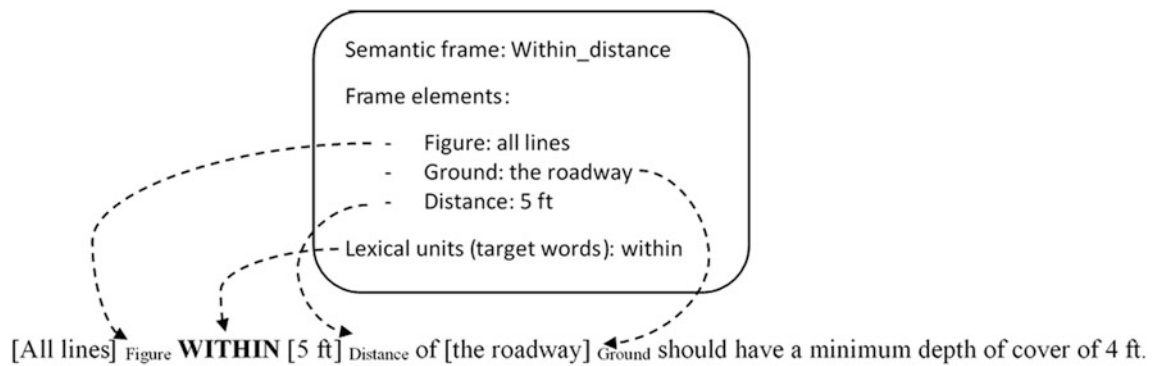 Semantic frame: Within_distance
Frame elements:
- Figure: all lines
- Ground: the roadway
- Distance: 5 ft
Lexical units (target words): within
[All lines] Figure WITHIN [5 ft] Distance of [the roadway] Ground should have a minimum depth of cover of 4 ft.